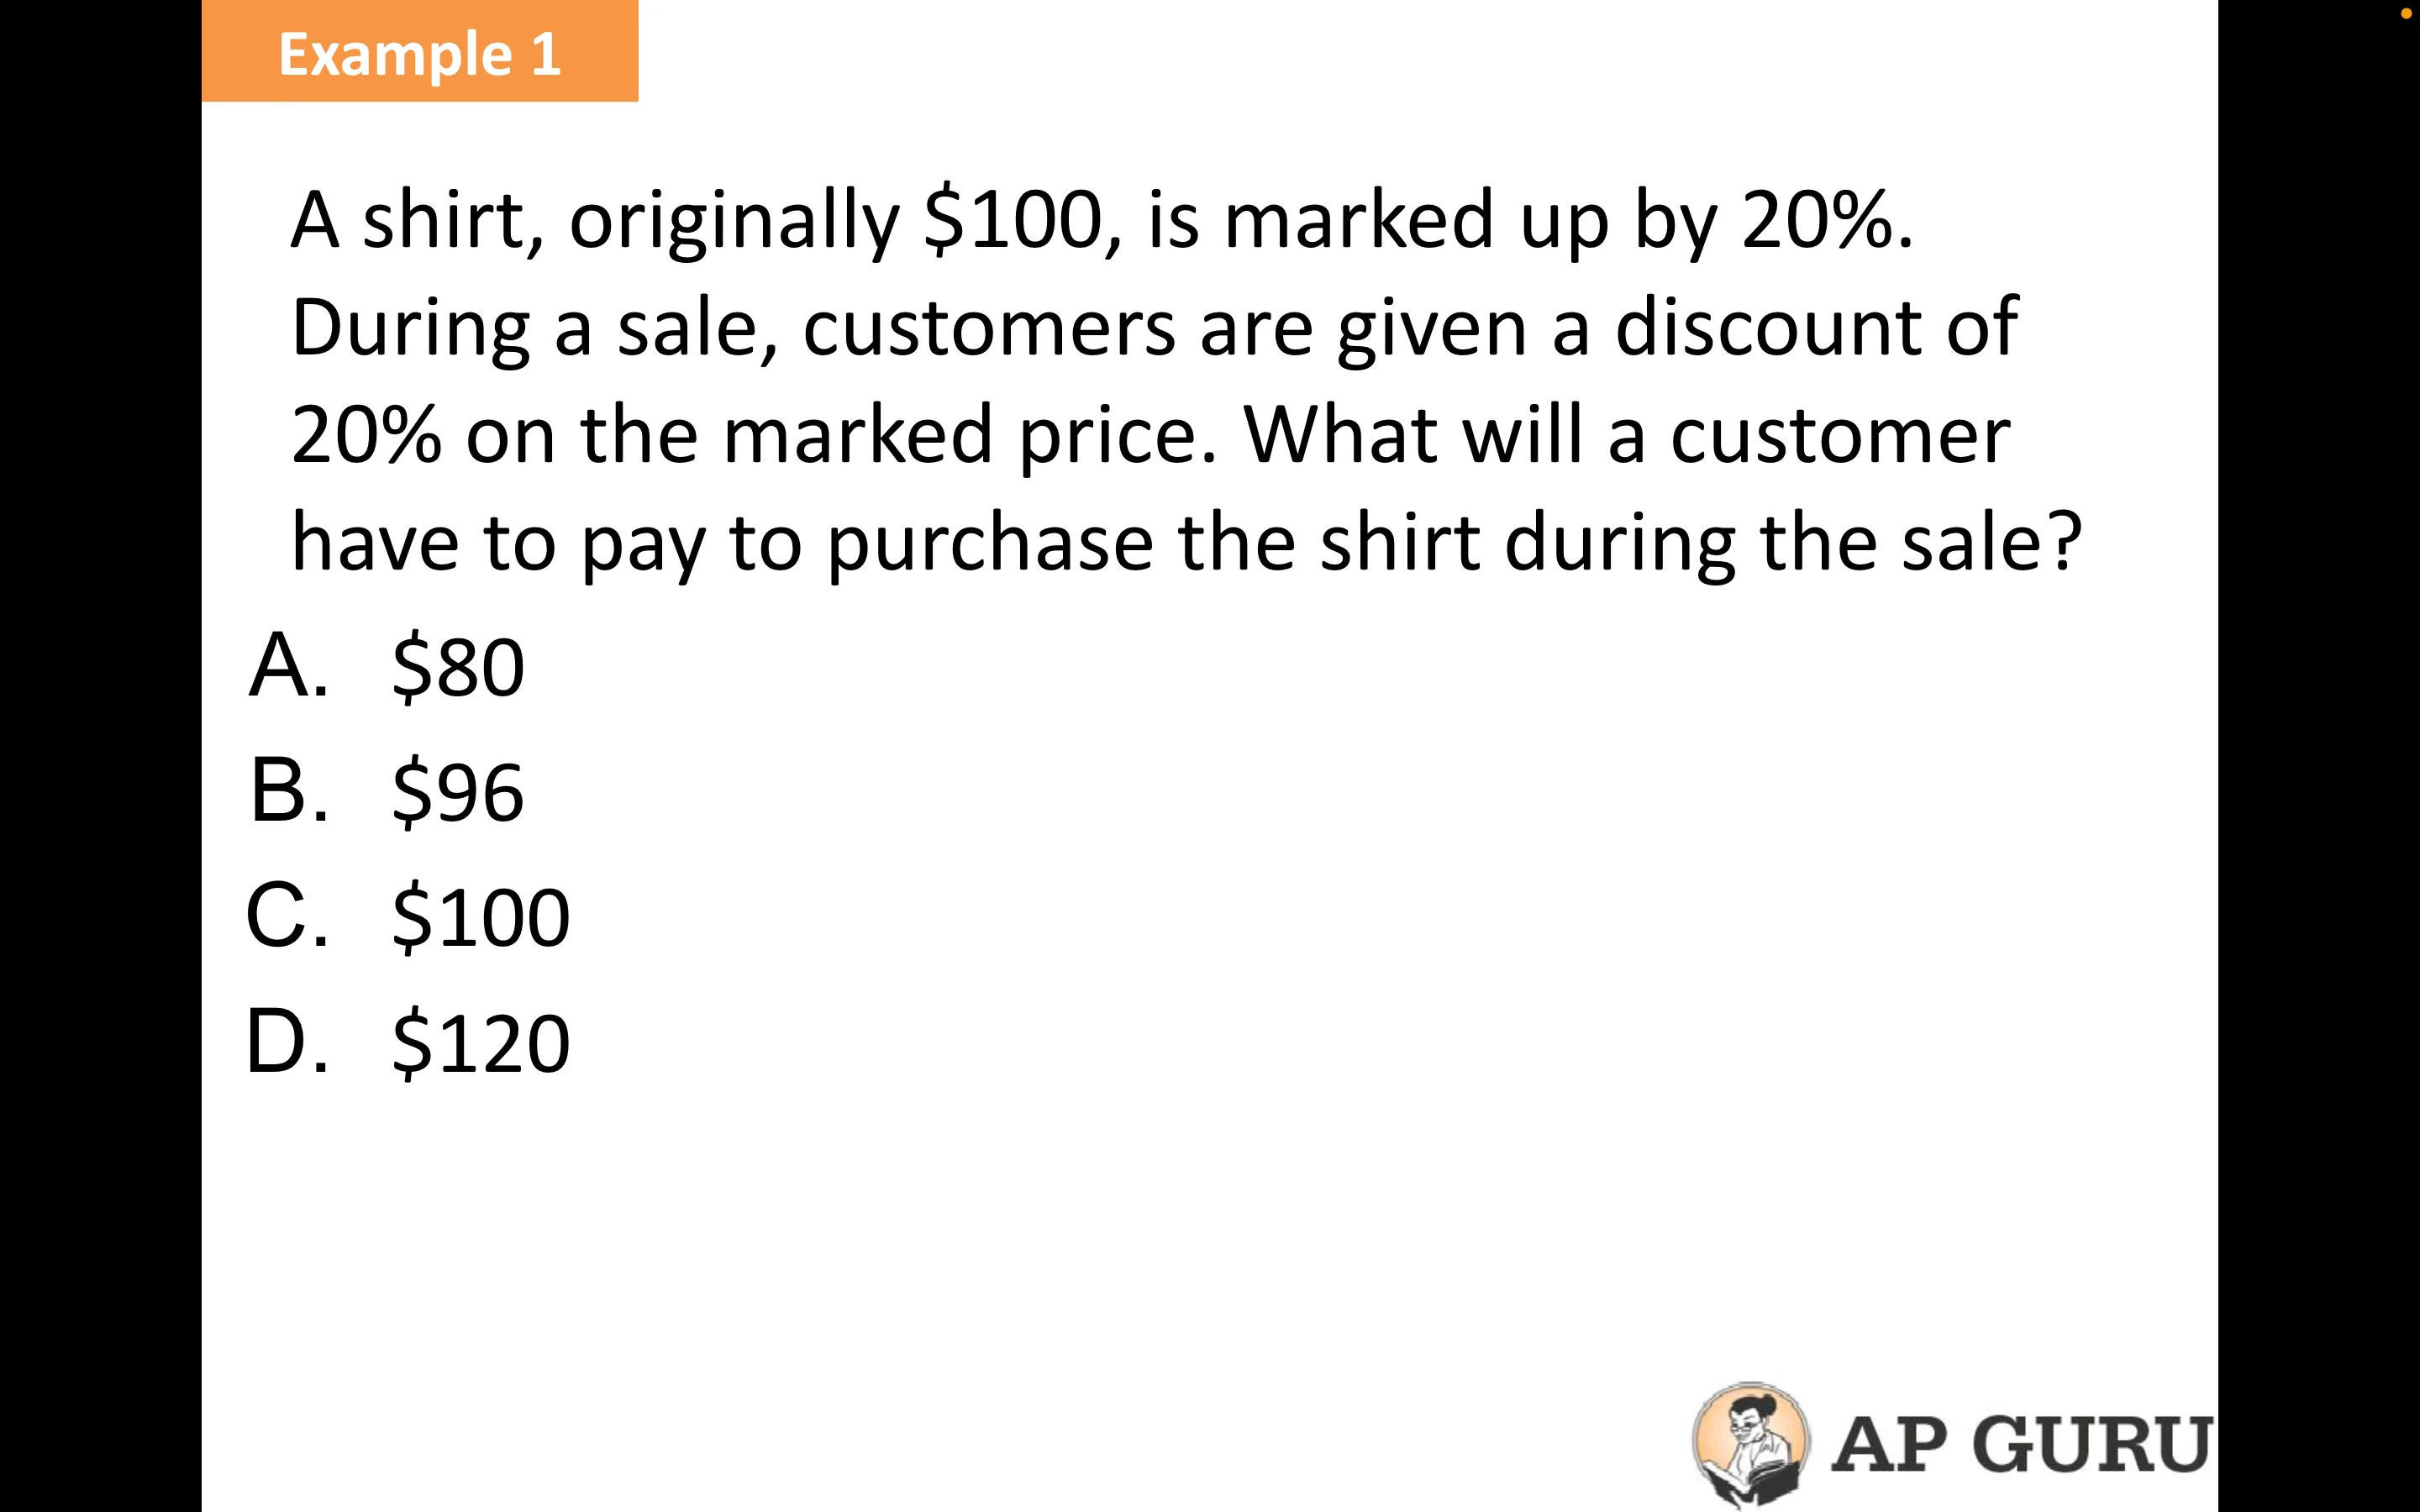 Example 1
A shirt, originally $100, is marked up by 20%.
During a sale, customers are given a discount of
20% on the marked price. What will a customer
have to pay to purchase the shirt during the sale?
A. $80
B. $96
C. $100
D. $120
AP GURU